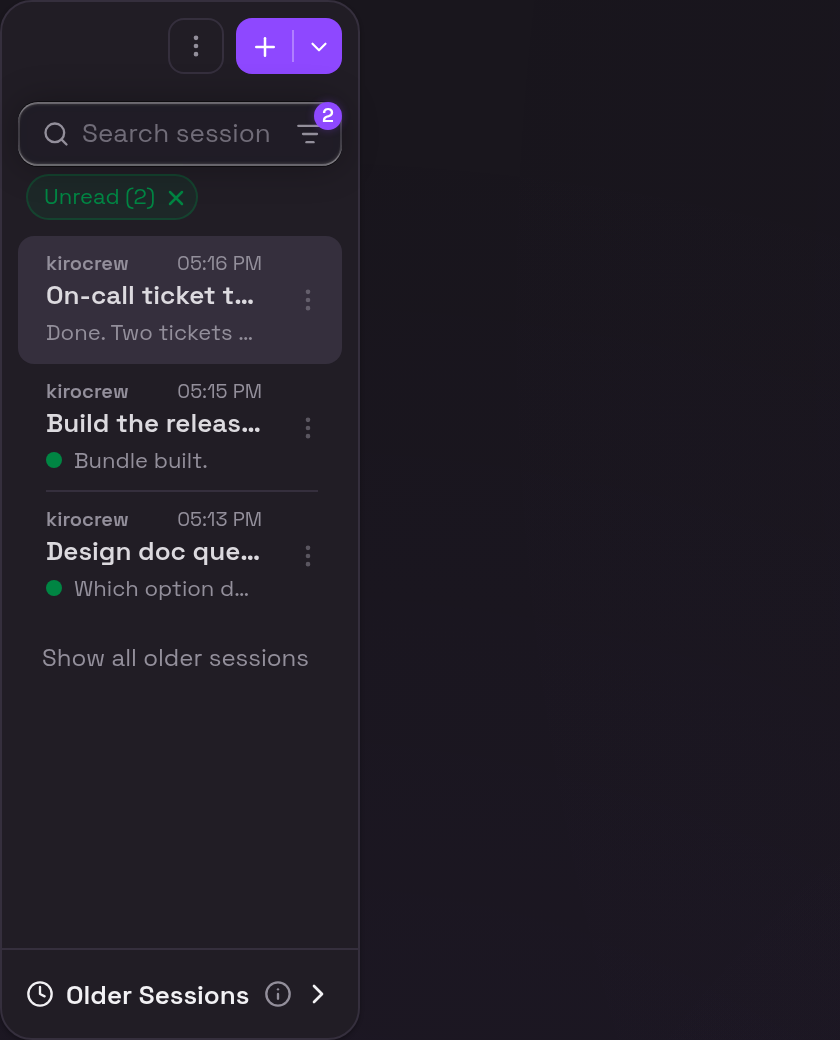 2
Search session
Unread (2)
kirocrew 05:16 PM
On-call ticket t...
Done. Two tickets ...
kirocrew 05:15 PM
Build the releas...
Bundle built.
kirocrew 05:13 PM
Design doc que...
Which option d...
Show all older sessions
Older Sessions